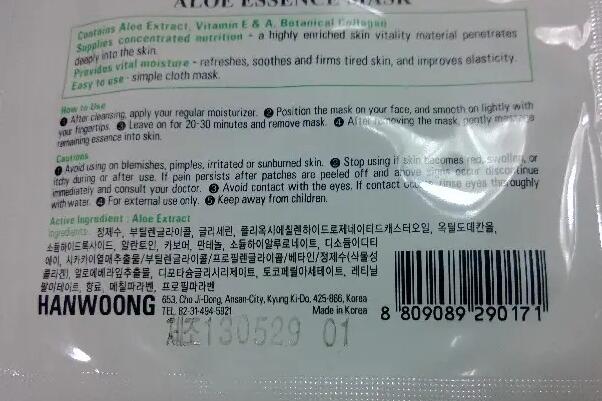 ALOE ESSENCE MASK
Contains Aloe Extract, Vitamin E & A, Botanical Collagen
Supplies concentrated nutrition - a highly enriched skin vitality material penetrates
deeply into the skin.
Provides vital moisture - refreshes, soothes and firms tired skin, and improves elasticity.
Easy to use - simple cloth mask.
How to Use
❶ After cleansing, apply your regular moisturizer. ❷ Position the mask on your face, and smooth on lightly with
your fingertips. ❸ Leave on for 20-30 minutes and remove mask. ❹ After removing the mask, gently massage
remaining essence into skin.
Cautions
❶ Avoid using on blemishes, pimples, irritated or sunburned skin. ❷ Stop using if skin becomes red, swollen, or
itchy during or after use. If pain persists after patches are peeled off and above signs occur discontinue
immediately and consult your doctor. ❸ Avoid contact with the eyes. If contact occurs, rinse eyes thoroughly
with water. ❹ For external use only. ❺ Keep away from children.
Active Ingredient : Aloe Extract
Ingredients: 정제수, 부틸렌글라이콜, 글리세린, 폴리옥시에칠렌하이드로제네이티드캐스터오일, 옥틸도데칸올,
소듐하이드록사이드, 알란토인, 카보머, 판테놀, 소듐하이알루로네이트, 디소듐이디티
에이, 시카카이열매추출물/부틸렌글라이콜/프로필렌글라이콜/베타인/정제수(식물성
콜라겐), 알로에베라잎추출물, 디포타슘글리시리제이트, 토코페릴아세테이트, 레티닐
팔미테이트, 향료, 메칠파라벤, 프로필파라벤
HANWOONG 653, Cho Ji-Dong, Ansan-City, Kyung Ki-Do, 425-866, Korea
TEL. 82-31-494-5921 Made in Korea
8 809089 290171
제조130529 01